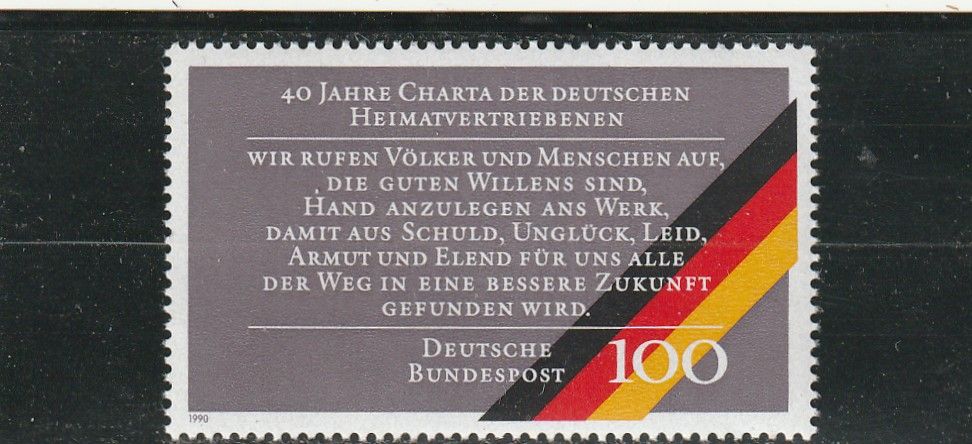 40 Jahre Charta der deutschen
Heimatvertriebenen
Wir rufen Völker und Menschen auf,
die guten Willens sind,
Hand anzulegen ans Werk,
damit aus Schuld, Unglück, Leid,
Armut und Elend für uns alle
der Weg in eine bessere Zukunft
gefunden wird.
Deutsche
Bundespost 100
1990